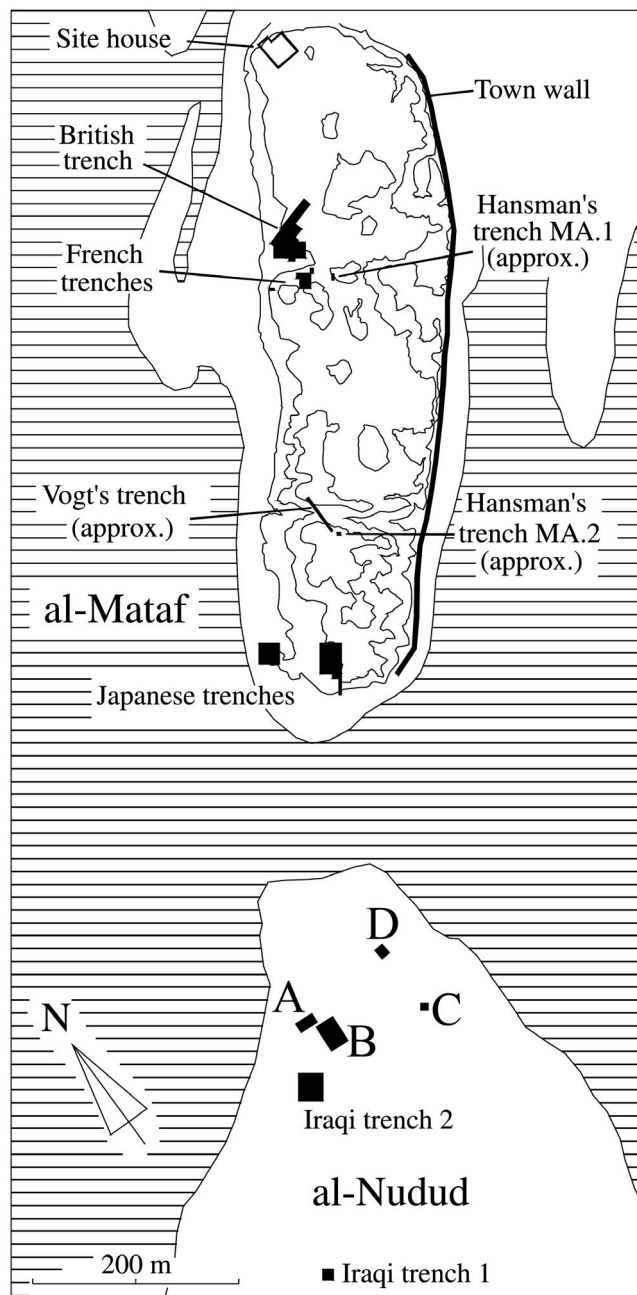 Site house
Town wall
British
trench
Hansman's
trench MA.1
(approx.)
French
trenches
Vogt's trench
(approx.)
Hansman's
trench MA.2
(approx.)
al-Mataf
Japanese trenches
D
A
C
N
B
Iraqi trench 2
al-Nudud
200 m
Iraqi trench 1